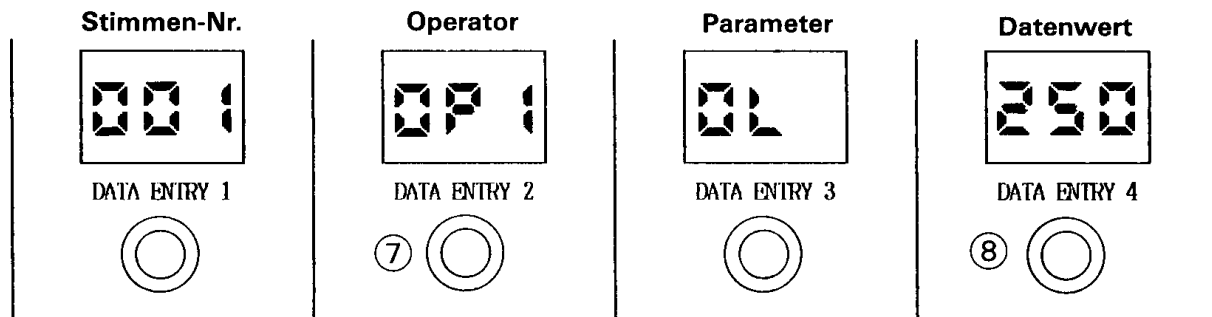 Stimmen-Nr. Operator Parameter Datenwert
001 OP1 OL 250
DATA ENTRY 1 DATA ENTRY 2 DATA ENTRY 3 DATA ENTRY 4
7 8